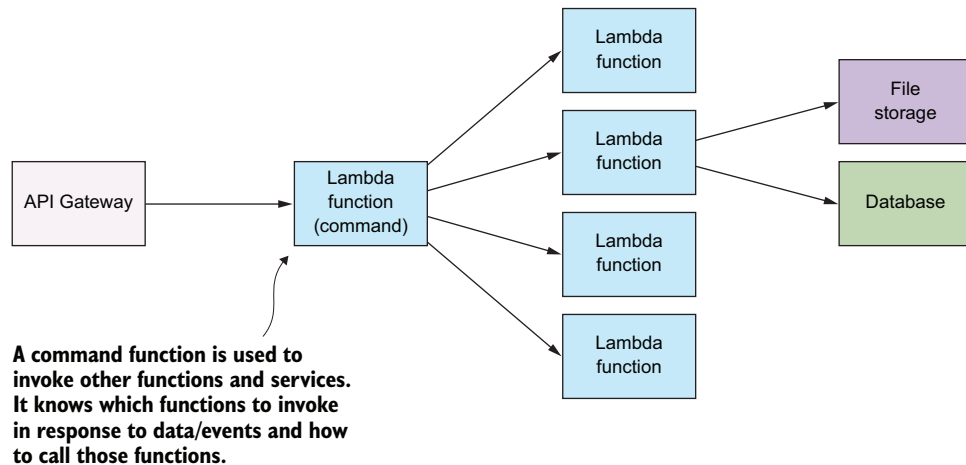 Lambda
function
Lambda
function
File
storage
API Gateway
Lambda
function
(command)
Database
Lambda
function
Lambda
function
A command function is used to
invoke other functions and services.
It knows which functions to invoke
in response to data/events and how
to call those functions.